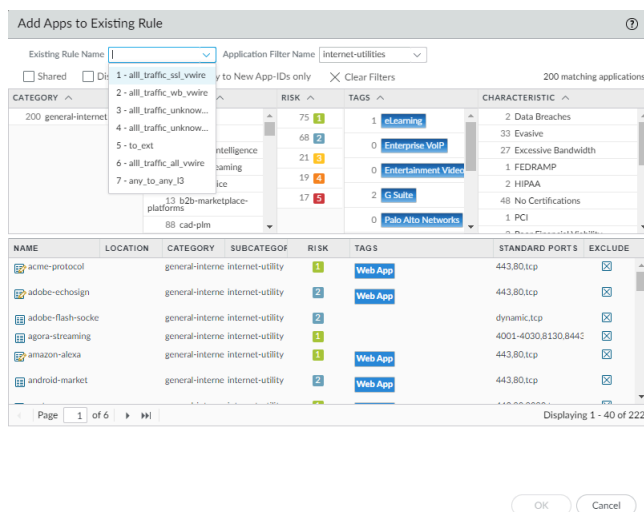 Add Apps to Existing Rule
Existing Rule Name
Application Filter Name internet-utilities
Shared
y to New App-IDs only
Clear Filters
200 matching applications
1 - alll_traffic_ssl_vwire
2 - alll_traffic_wb_vwire
3 - alll_traffic_unknow...
4 - alll_traffic_unknow...
5 - to_ext
6 - alll_traffic_all_vwire
7 - any_to_any_l3
CATEGORY
RISK
TAGS
CHARACTERISTIC
200 general-internet
13 b2b-marketplace-platforms
88 cad-plm
75 1
68 2
21 3
19 4
17 5
1 eLearning
0 Enterprise VoIP
0 Entertainment Video
2 G Suite
0 Palo Alto Networks
2 Data Breaches
33 Evasive
27 Excessive Bandwidth
1 FEDRAMP
2 HIPAA
48 No Certifications
1 PCI
NAME LOCATION CATEGORY SUBCATEGOR RISK TAGS STANDARD PORTS EXCLUDE
acme-protocol general-interne internet-utility 1 Web App 443,80,tcp
adobe-echosign general-interne internet-utility 2 Web App 443,80,tcp
adobe-flash-socke general-interne internet-utility 2 dynamic,tcp
agora-streaming general-interne internet-utility 1 4001-4030,8130,8443
amazon-alexa general-interne internet-utility 1 Web App 443,80,tcp
android-market general-interne internet-utility 2 Web App 443,80,tcp
Page 1 of 6
Displaying 1 - 40 of 222
OK
Cancel